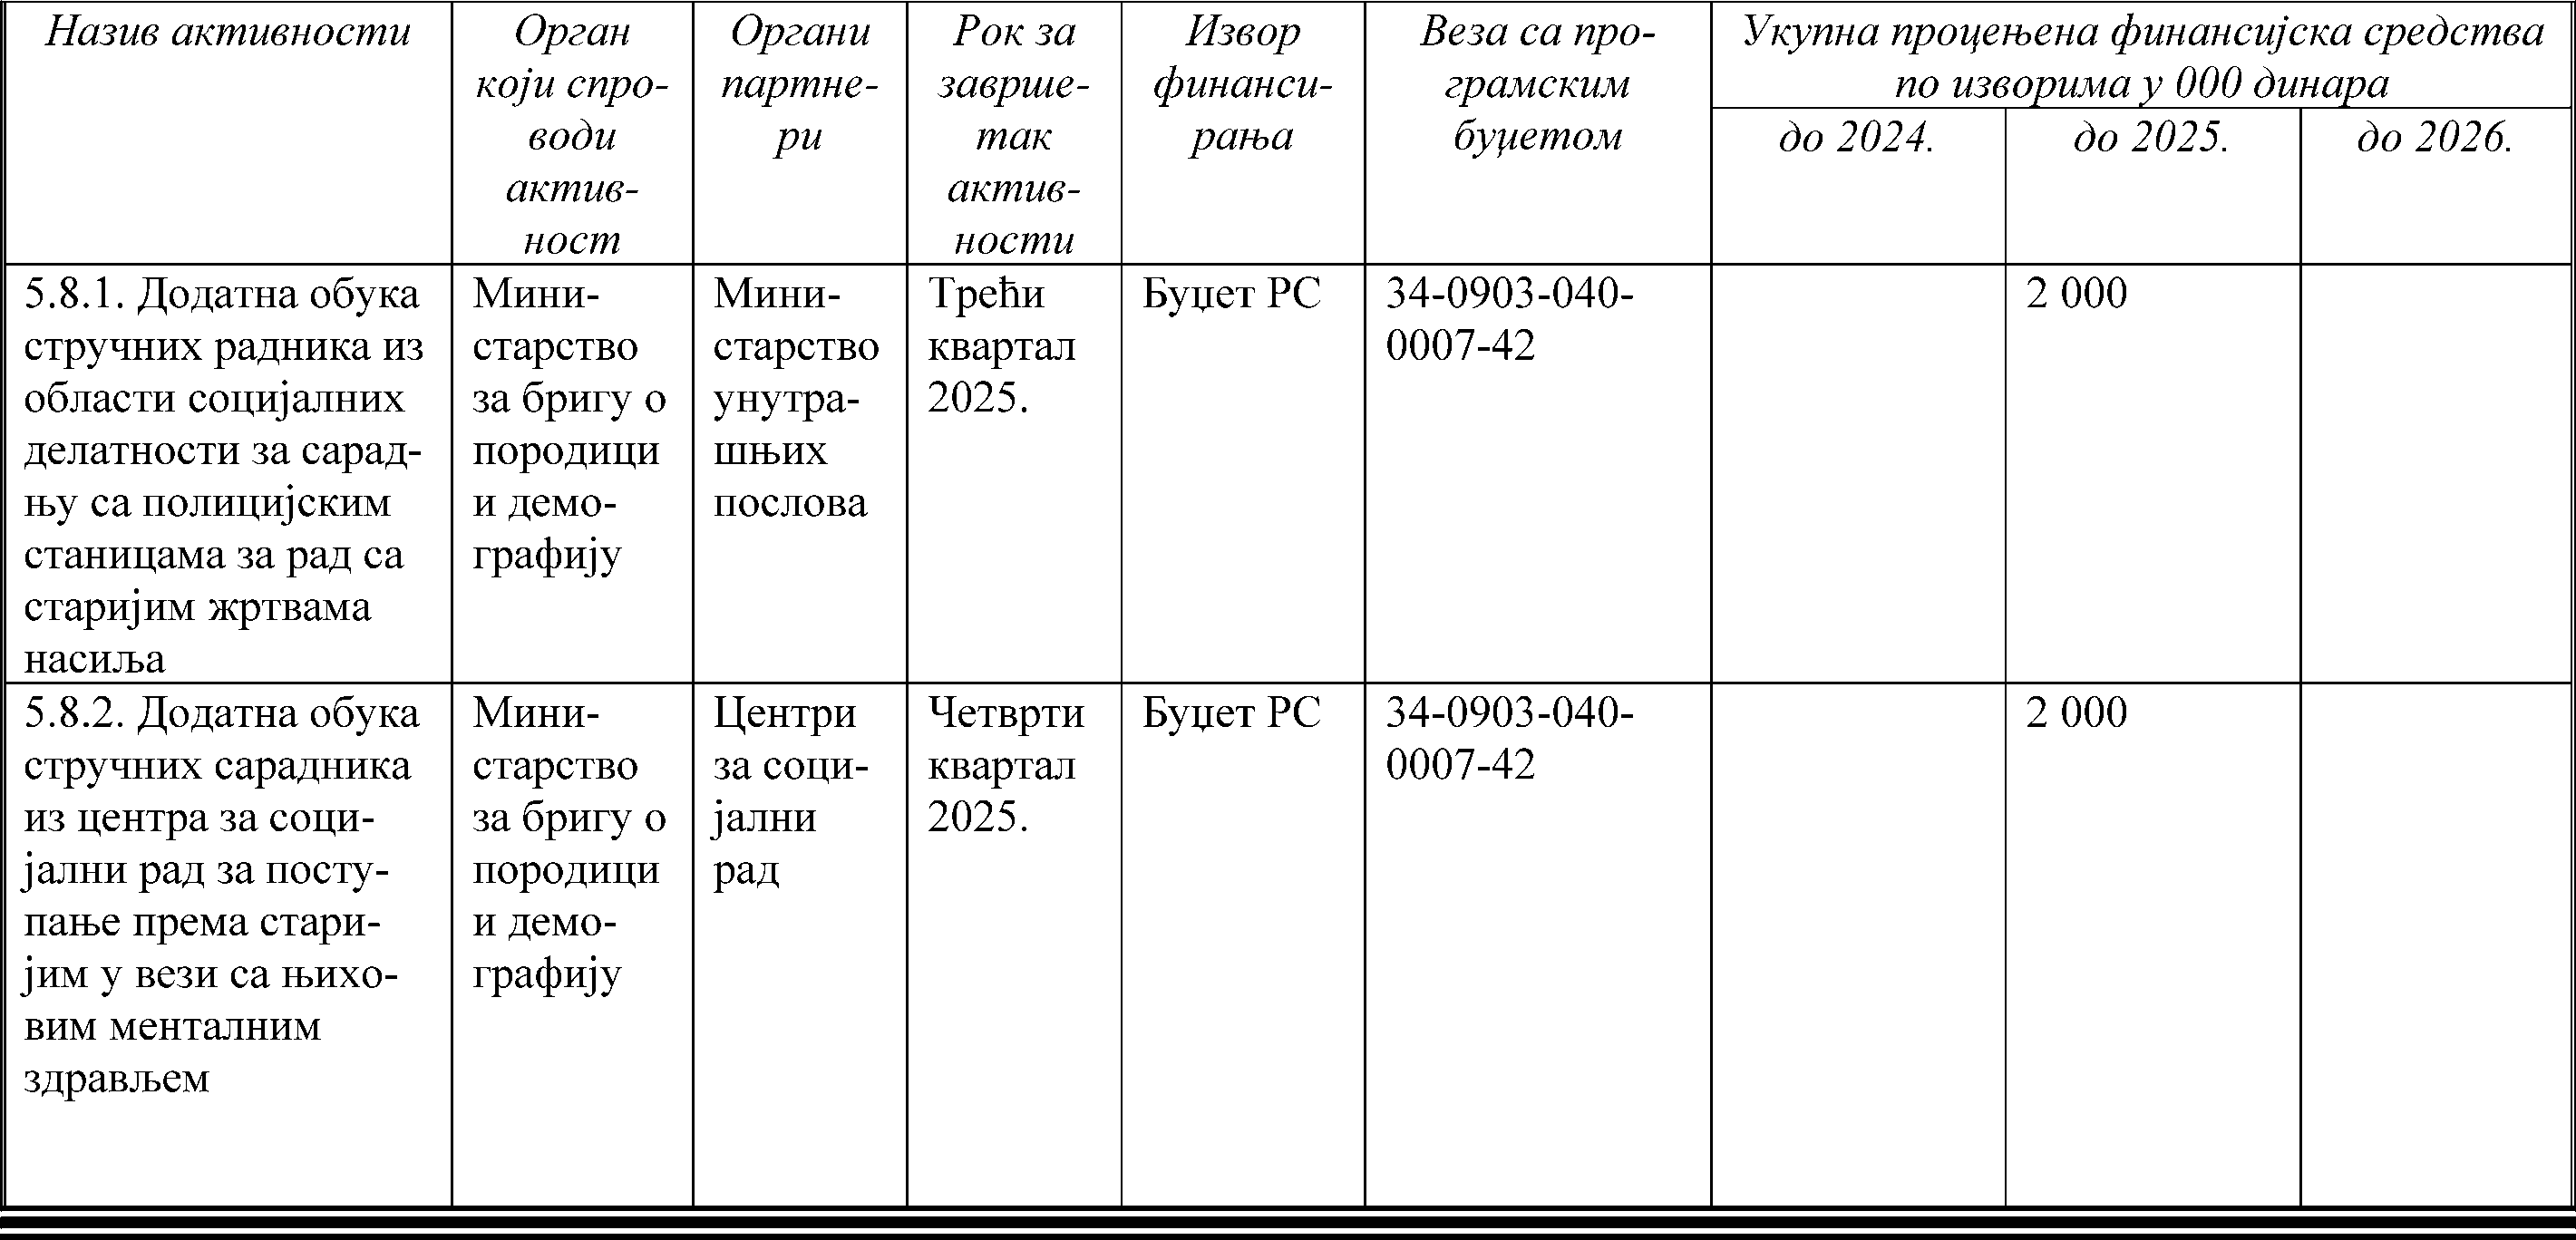 Назив активности
Орган
који спро-
води
актив-
ност
Органи
партне-
ри
Рок за
заврше-
так
актив-
ности
Извор
финанси-
рања
Веза са про-
грамским
буџетом
Укупна процењена финансијска средства
по изворима у 000 динара
до 2024.
до 2025.
до 2026.
5.8.1. Додатна обука
стручних радника из
области социјалних
делатности за сарад-
њу са полицијским
станицама за рад са
старијим жртвама
насиља
Мини-
старство
за бригу о
породици
и демо-
графију
Мини-
старство
унутра-
шњих
послова
Трећи
квартал
2025.
Буџет РС
34-0903-040-
0007-42
2 000
5.8.2. Додатна обука
стручних сарадника
из центра за соци-
јални рад за посту-
пање према стари-
јим у вези са њихо-
вим менталним
здрављем
Мини-
старство
за бригу о
породици
и демо-
графију
Центри
за соци-
јални
рад
Четврти
квартал
2025.
Буџет РС
34-0903-040-
0007-42
2 000